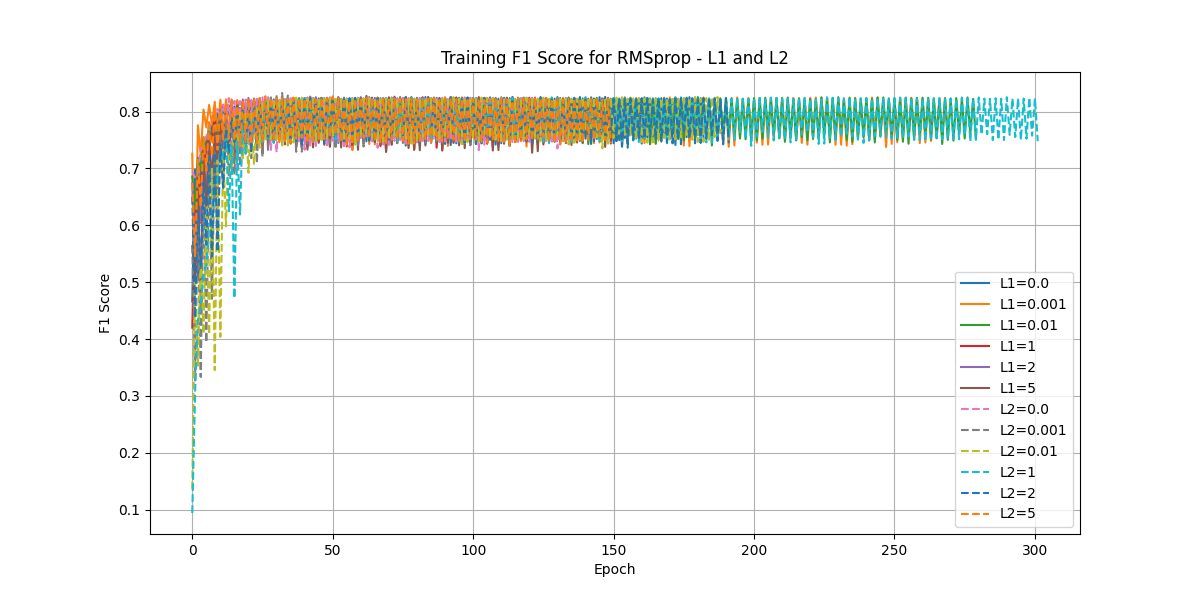 Training F1 Score for RMSprop - L1 and L2
F1 Score
0.8
0.7
0.6
0.5
0.4
0.3
0.2
0.1
L1=0.0
L1=0.001
L1=0.01
L1=1
L1=2
L1=5
L2=0.0
L2=0.001
L2=0.01
L2=1
L2=2
L2=5
0 50 100 150 200 250 300
Epoch